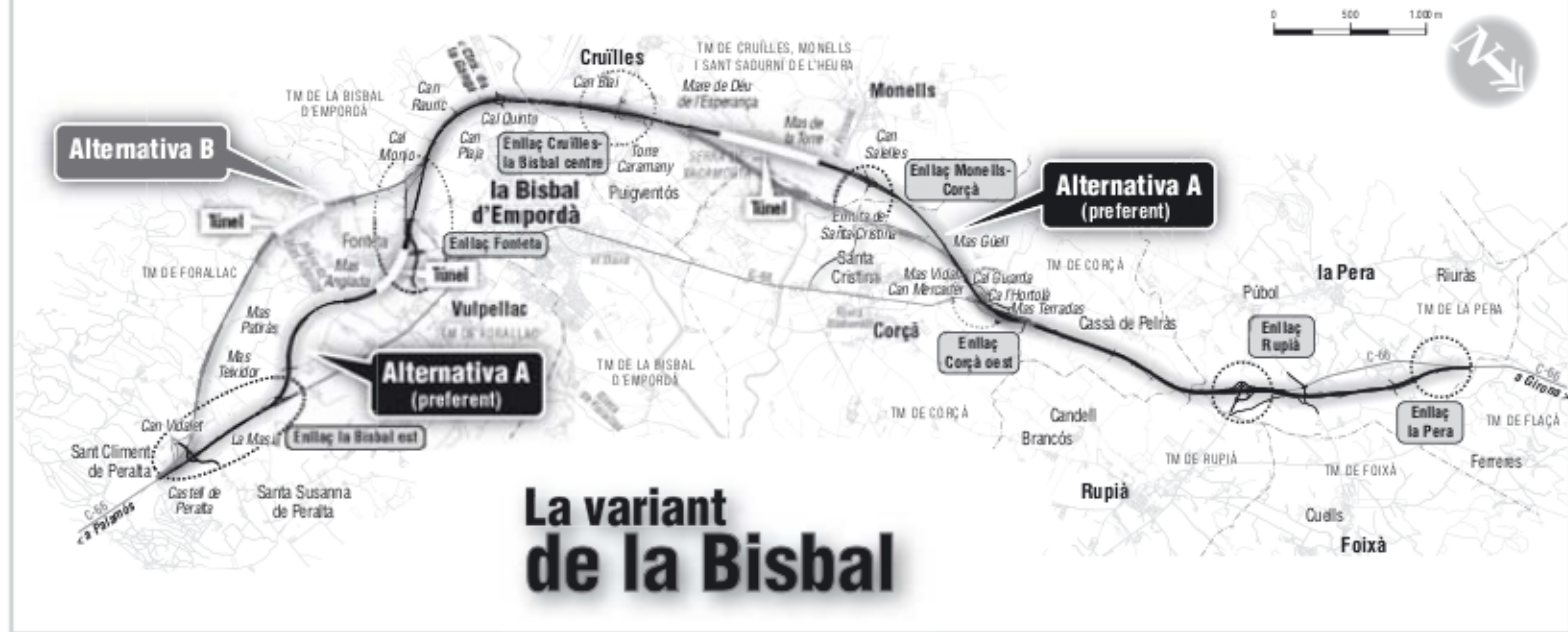 0 500 1.000 m
N
Cruïlles
TM DE CRUÏLLES, MONELLS
I SANT SADURNÍ DE L'HEURA
Can Blai
Mare de Déu
de l'Esperança
Monells
TM DE LA BISBAL
D'EMPORDÀ
Can
Rauric
Cal Quinto
Can
Plaja
Cal
Monjo
Enllaç Cruïlles-
la Bisbal centre
Torre
Caramany
Mas de
la Torre
Can
Salelles
Enllaç Monells-
Corçà
Alternativa B
Alternativa A
(preferent)
la Bisbal
d'Empordà
Puigventós
Túnel
Túnel
Ermita de
Santa Cristina
Mas Güell
Fonteta
Enllaç Fonteta
Túnel
Mas
Anglada
TM DE FORALLAC
Santa
Cristina
Mas Vidal
Can Mercader
Cal Guarda
Ca l'Hortolà
Mas Terradas
TM DE CORÇÀ
la Pera
Púbol
Riuràs
TM DE LA PERA
Mas
Patiràs
Vulpellac
TM DE FORALLAC
Corçà
Cassà de Pelràs
Enllaç
Corçà oest
Enllaç
Rupià
C-66
C-66
a Girona >
Mas
Teixidor
Alternativa A
(preferent)
TM DE LA BISBAL
D'EMPORDÀ
TM DE CORÇÀ
Candell
Brancós
Enllaç
la Pera
TM DE FLAÇÀ
Can Vidalet
La Masia
Enllaç la Bisbal est
Sant Climent
de Peralta
Castell de
Peralta
Santa Susanna
de Peralta
C-66
< a Palamós
TM DE RUPIÀ
TM DE FOIXÀ
Ferreres
Rupià
Cuells
Foixà
La variant
de la Bisbal